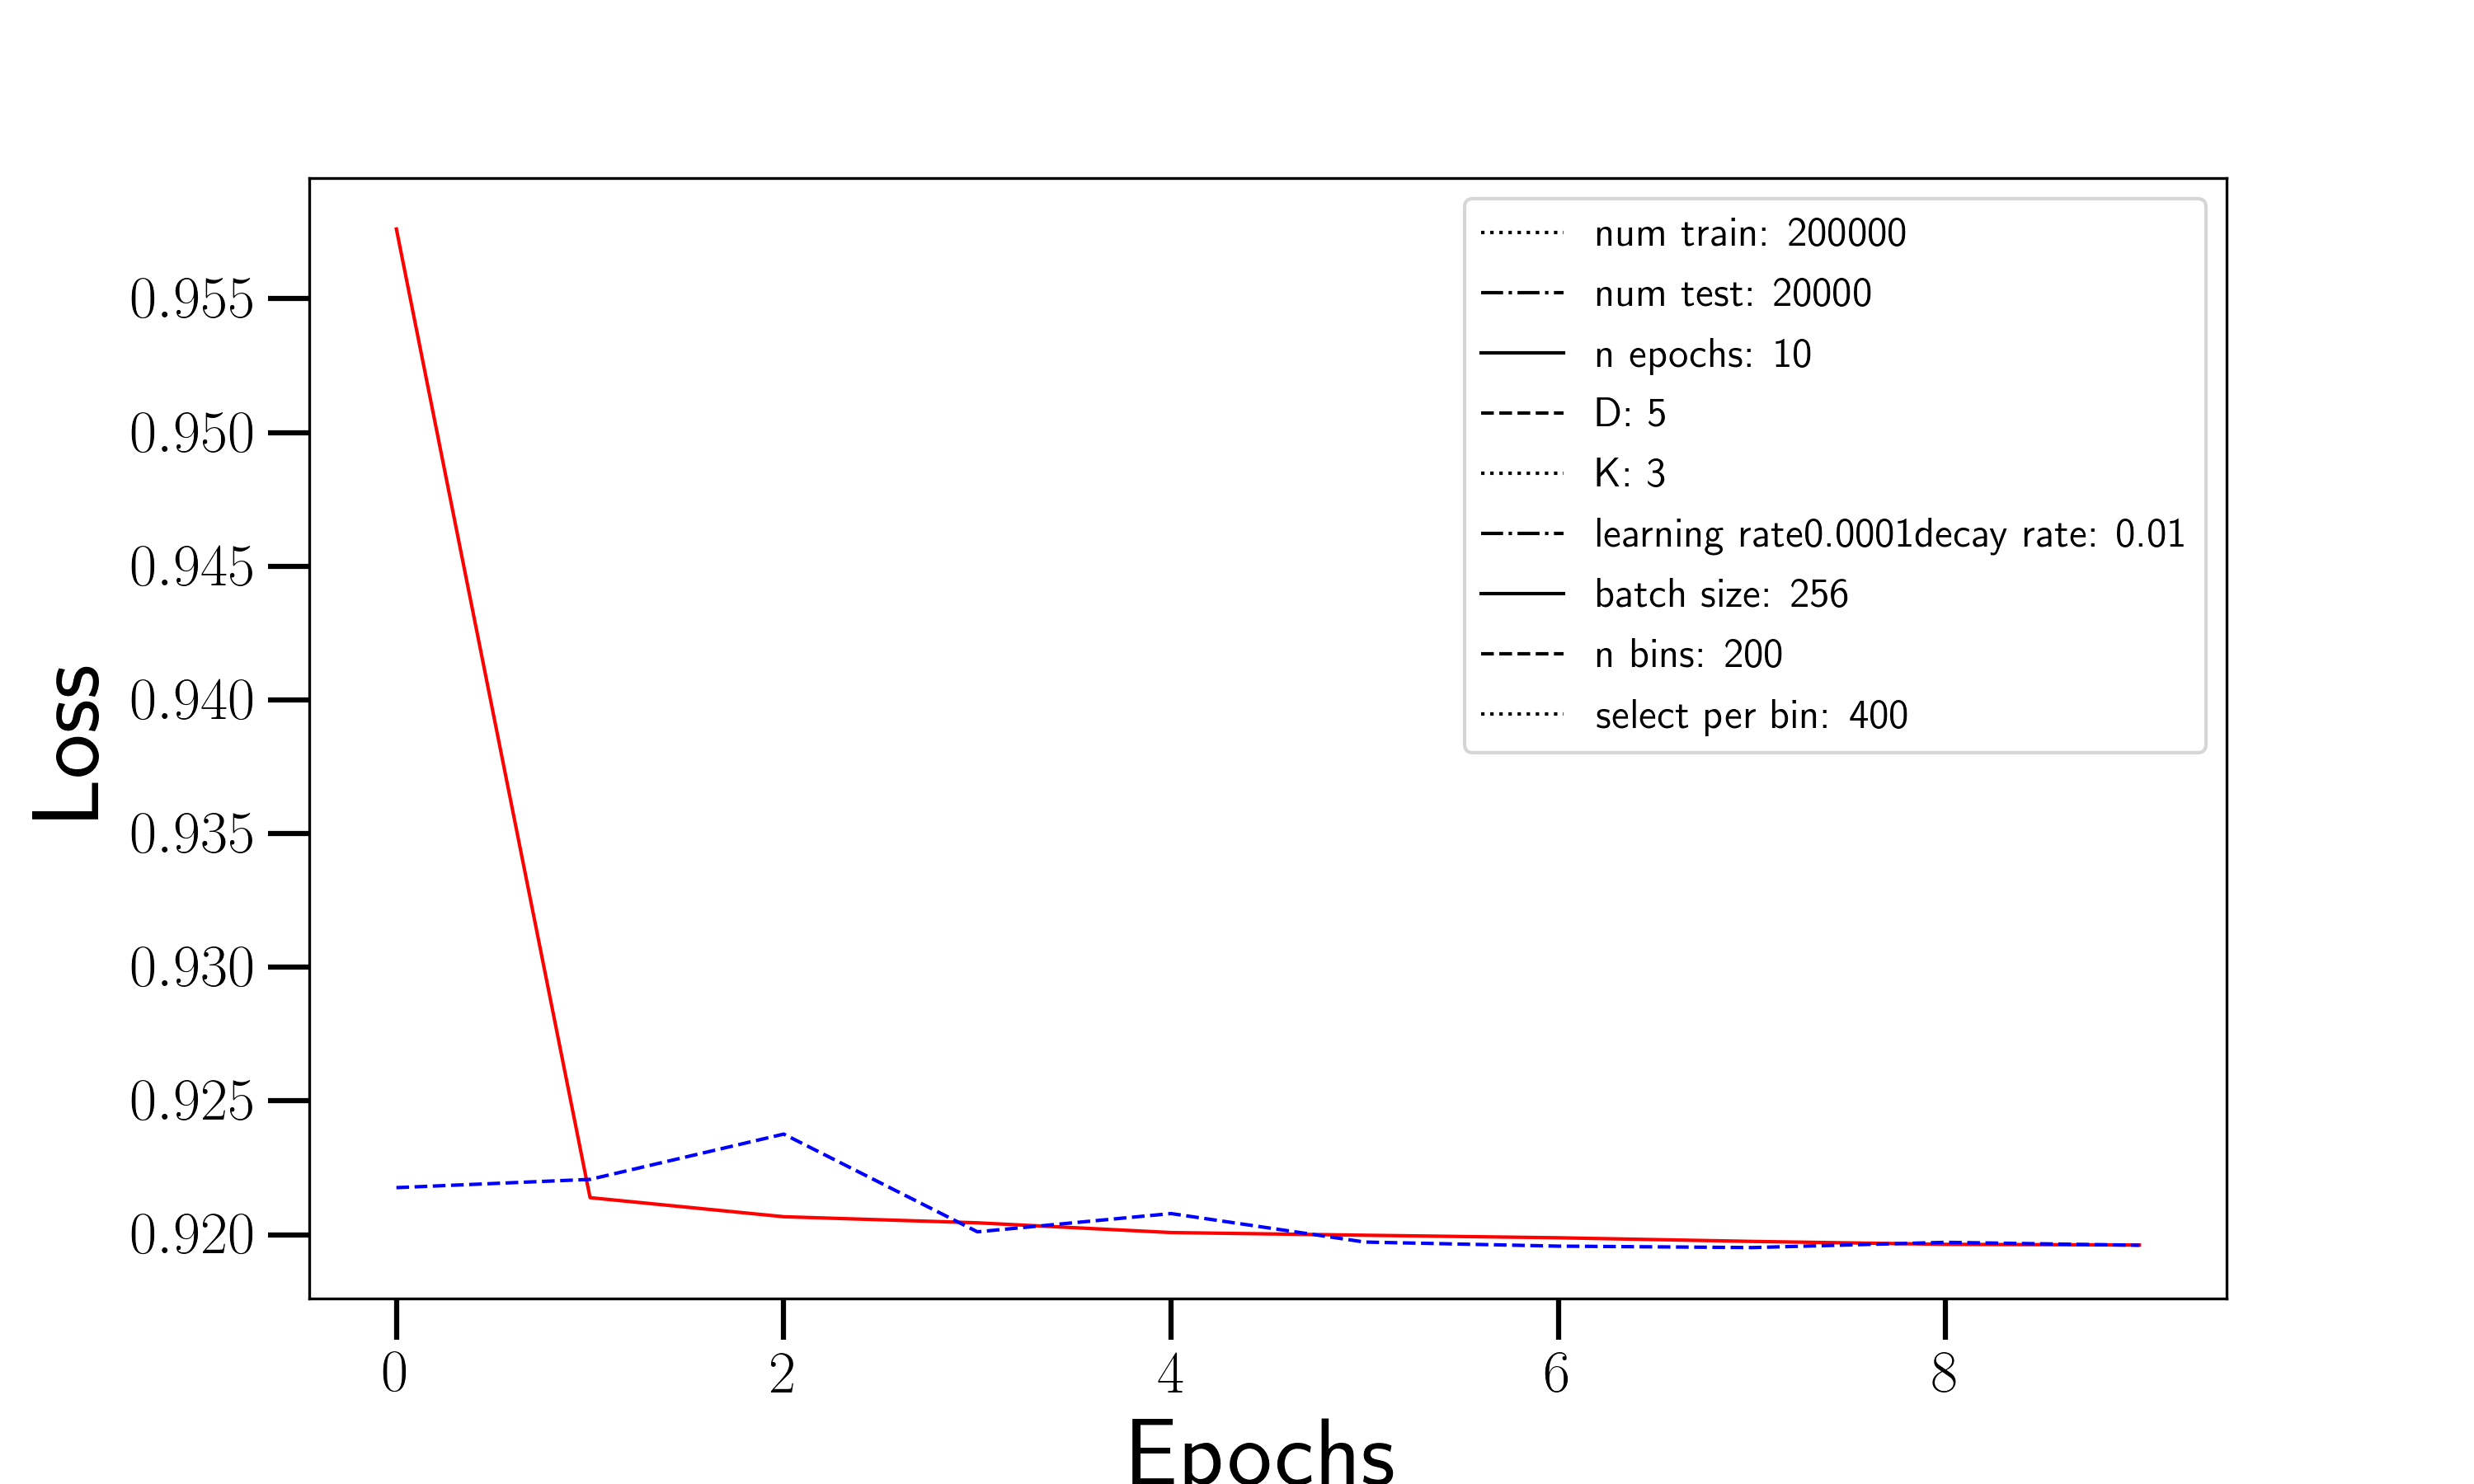 num train: 200000
num test: 20000
n epochs: 10
D: 5
K: 3
learning rate0.0001decay rate: 0.01
batch size: 256
n bins: 200
select per bin: 400
0.955
0.950
0.945
0.940
0.935
0.930
0.925
0.920
Loss
0 2 4 6 8
Epochs